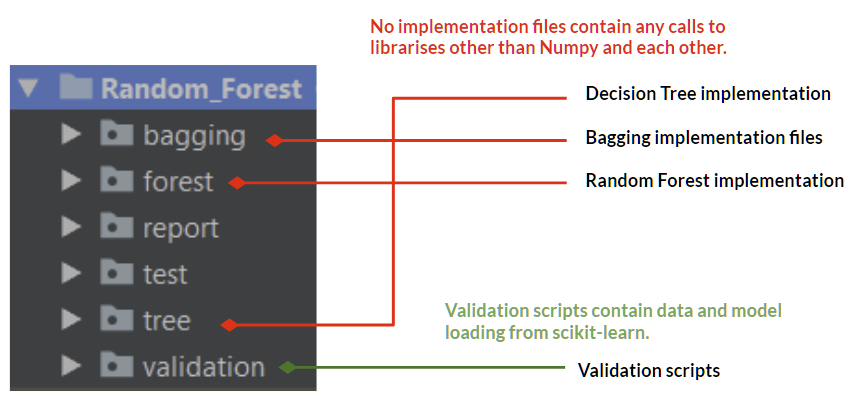 No implementation files contain any calls to
librarises other than Numpy and each other.
Random_Forest
bagging
forest
report
test
tree
validation
Decision Tree implementation
Bagging implementation files
Random Forest implementation
Validation scripts contain data and model
loading from scikit-learn.
Validation scripts